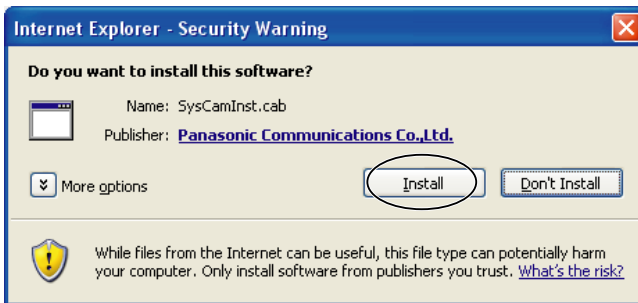 Internet Explorer - Security Warning
Do you want to install this software?
Name: SysCamInst.cab
Publisher: Panasonic Communications Co.,Ltd.
More options
Install
Don't Install
While files from the Internet can be useful, this file type can potentially harm
your computer. Only install software from publishers you trust. What's the risk?